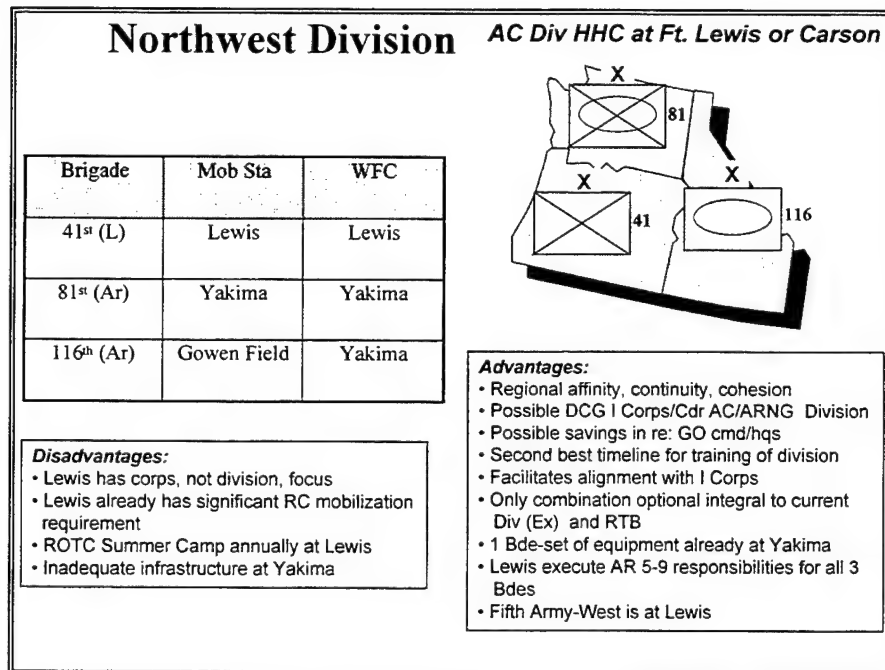 Northwest Division
AC Div HHC at Ft. Lewis or Carson
Brigade Mob Sta WFC
41st (L) Lewis Lewis
81st (Ar) Yakima Yakima
116th (Ar) Gowen Field Yakima
X
81
X
41
X
116
Disadvantages:
• Lewis has corps, not division, focus
• Lewis already has significant RC mobilization
requirement
• ROTC Summer Camp annually at Lewis
• Inadequate infrastructure at Yakima
Advantages:
• Regional affinity, continuity, cohesion
• Possible DCG I Corps/Cdr AC/ARNG Division
• Possible savings in re: GO cmd/hqs
• Second best timeline for training of division
• Facilitates alignment with I Corps
• Only combination optional integral to current
Div (Ex) and RTB
• 1 Bde-set of equipment already at Yakima
• Lewis execute AR 5-9 responsibilities for all 3
Bdes
• Fifth Army-West is at Lewis